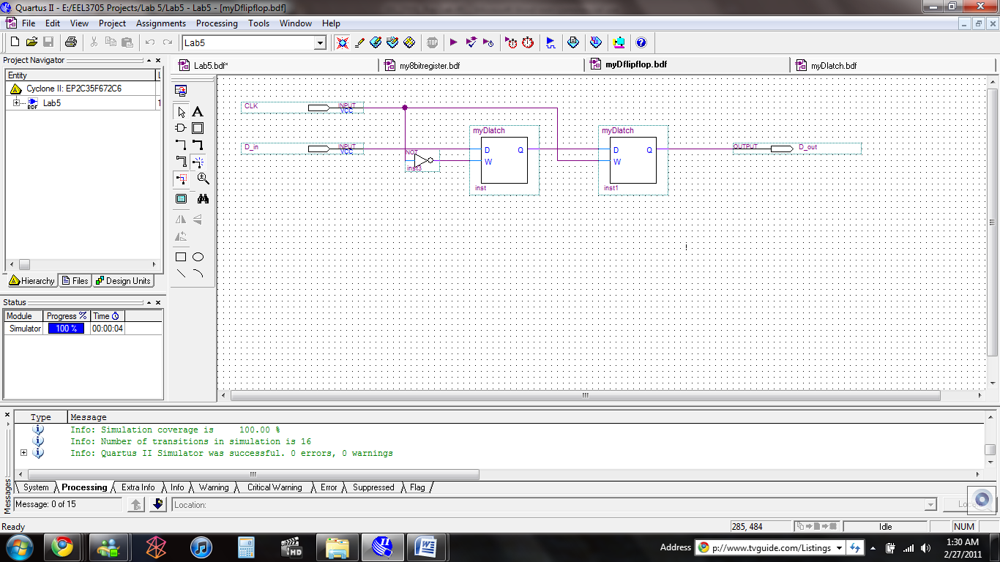 Quartus II - E:/EEL3705 Projects/Lab 5/Lab5 - Lab5 - [myDflipflop.bdf]
File Edit View Project Assignments Processing Tools Window Help
Lab5
STOP
Project Navigator
Lab5.bdf*
my8bitregister.bdf
myDflipflop.bdf
myDlatch.bdf
Entity
Cyclone II: EP2C35F672C6
BDF Lab5 1
Hierarchy Files Design Units
Status
Module Progress % Time
Simulator 100 % 00:00:04
A
CLK INPUT
VCC
D_in INPUT
VCC
NOT
inst3
myDlatch
D Q
W
inst
myDlatch
D Q
W
inst1
OUTPUT D_out
Type Message
Info: Simulation coverage is 100.00 %
Info: Number of transitions in simulation is 16
Info: Quartus II Simulator was successful. 0 errors, 0 warnings
System Processing Extra Info Info Warning Critical Warning Error Suppressed Flag
Messages
Message: 0 of 15
Location:
Ready
285, 484
Idle
NUM
HD
W
Address p://www.tvguide.com/Listings
1:30 AM
2/27/2011